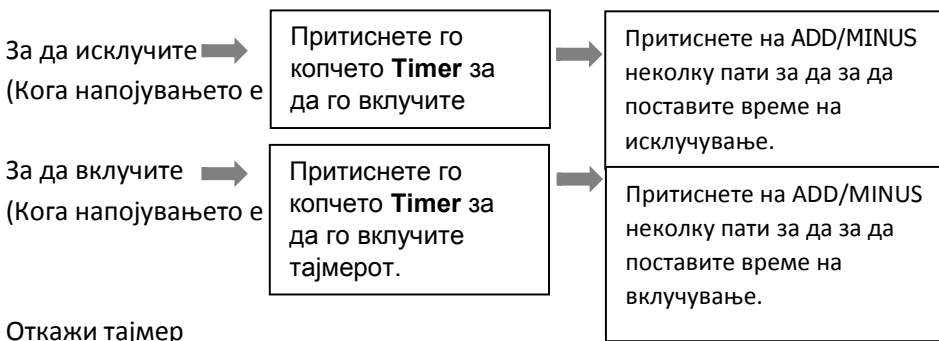 За да исклучите
(Кога напојувањето е
Притиснете го
копчето Timer за
да го вклучите
Притиснете на ADD/MINUS
неколку пати за да за да
поставите време на
исклучување.
За да вклучите
(Кога напојувањето е
Притиснете го
копчето Timer за
да го вклучите
тајмерот.
Притиснете на ADD/MINUS
неколку пати за да за да
поставите време на
вклучување.
Откажи тајмер